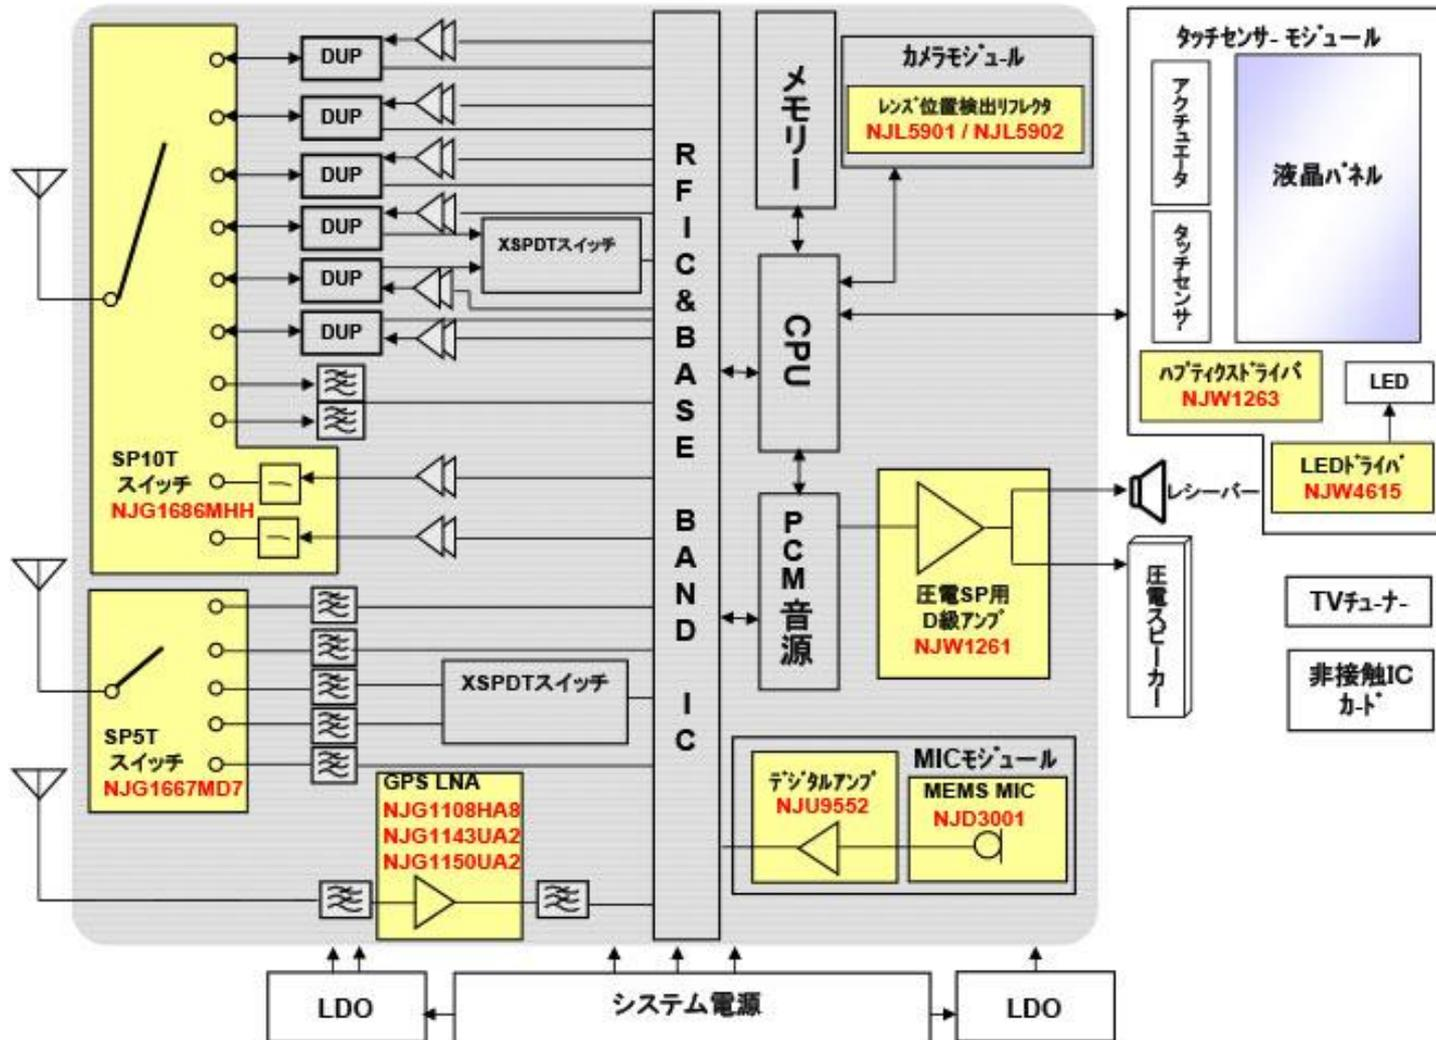 DUP
DUP
DUP
DUP
DUP
DUP
XSPDTスイッチ
SP10T
スイッチ
NJG1686MHH
SP5T
スイッチ
NJG1667MD7
XSPDTスイッチ
GPS LNA
NJG1108HA8
NJG1143UA2
NJG1150UA2
RFIC&BASE BAND IC
メモリー
カメラモジュール
レンズ位置検出リフレクタ
NJL5901 / NJL5902
CPU
PCM音源
圧電SP用
D級アンプ
NJW1261
MICモジュール
デジタルアンプ
NJU9552
MEMS MIC
NJD3001
タッチセンサーモジュール
アクチュエータ
タッチセンサ
液晶パネル
ハプティクスドライバ
NJW1263
LED
LEDドライバ
NJW4615
レシーバー
圧電スピーカー
TVチューナー
非接触IC
カード
LDO
システム電源
LDO